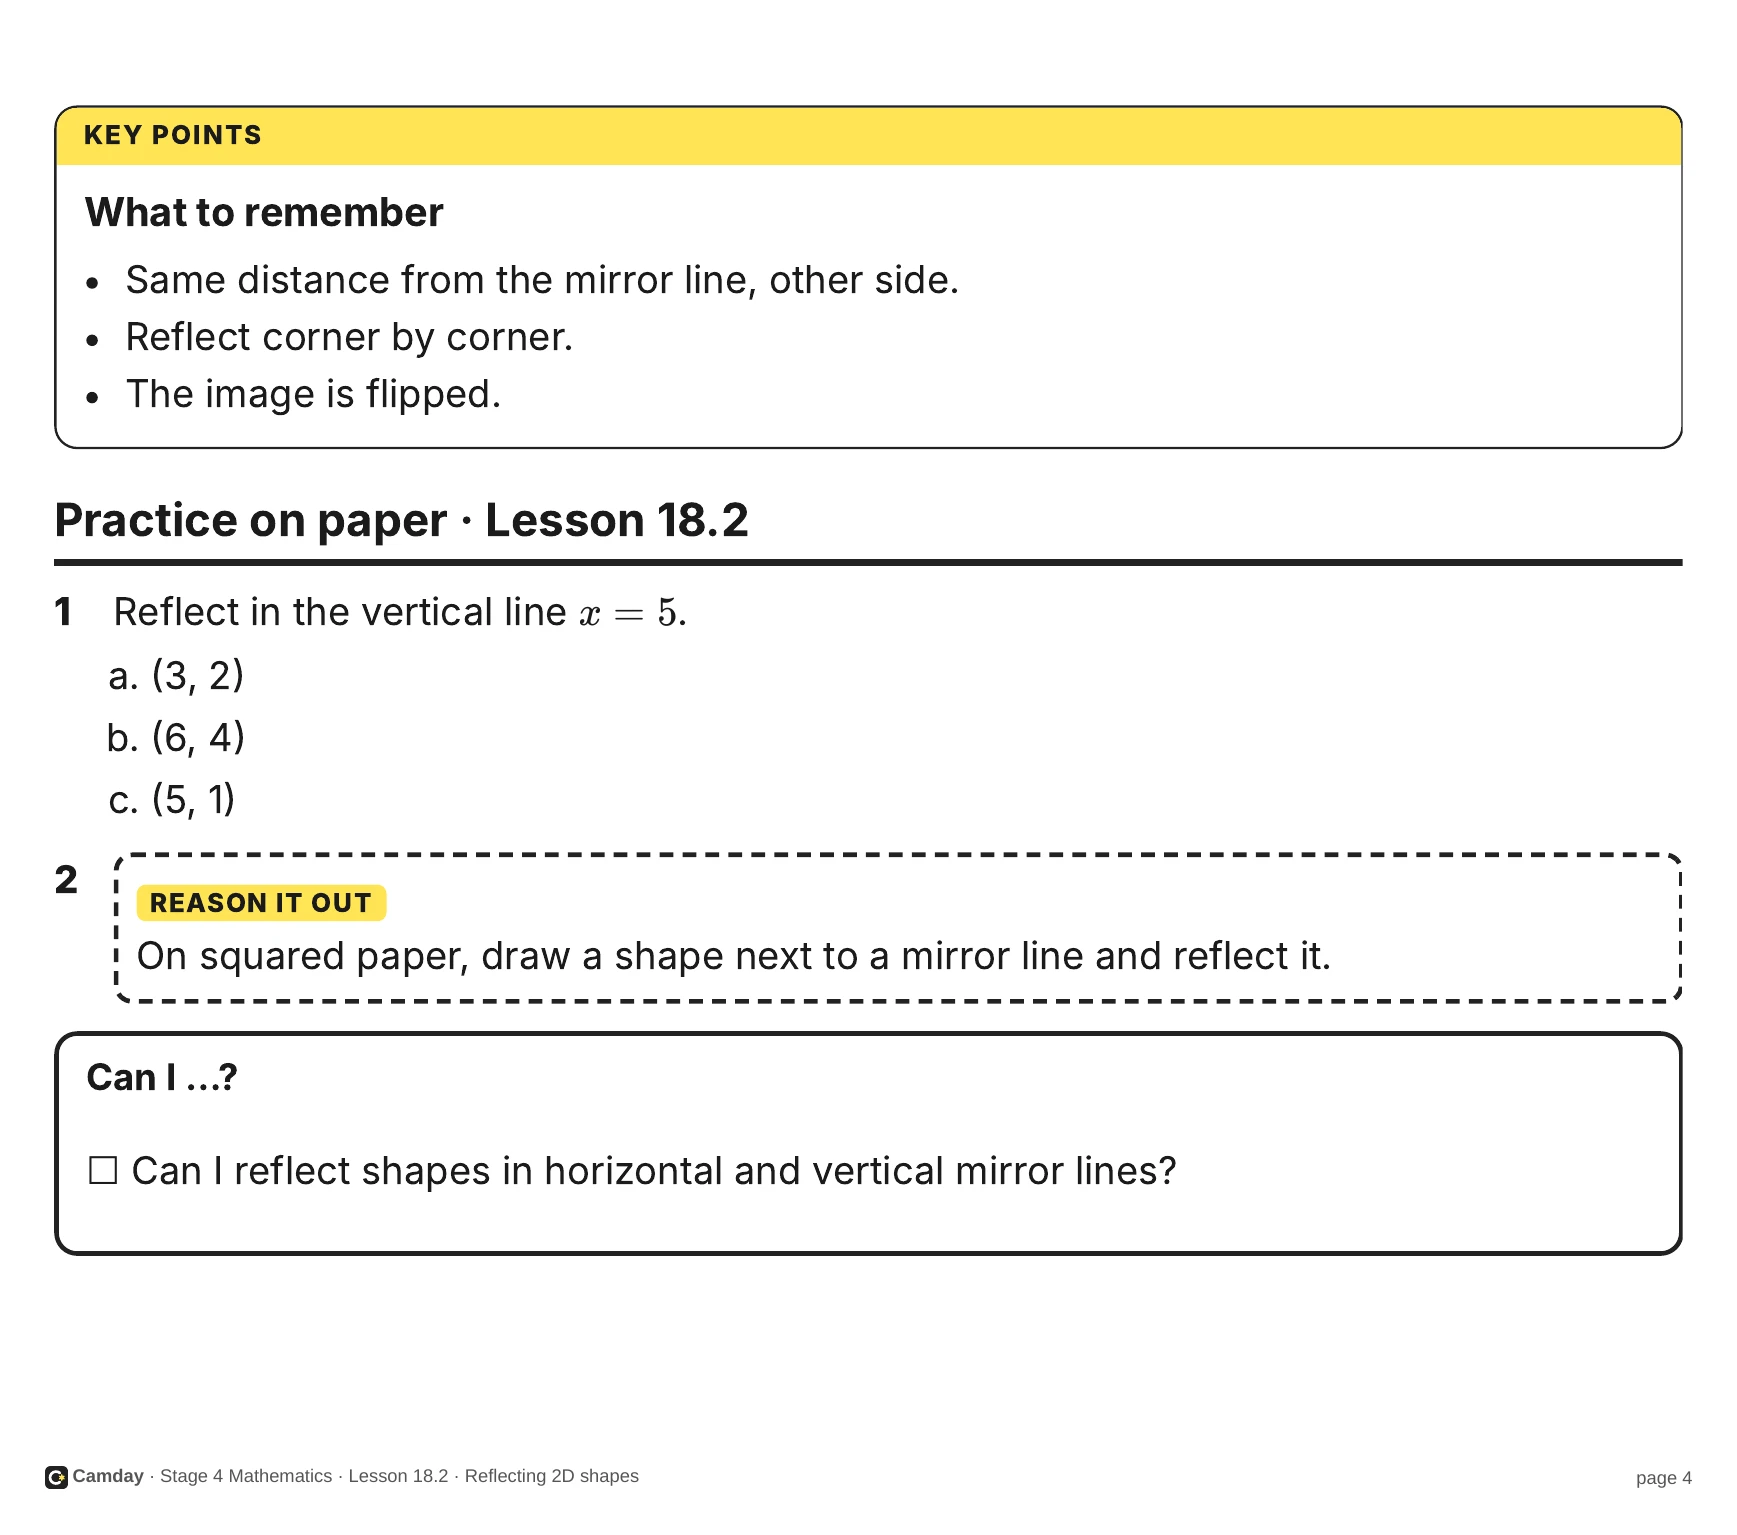 KEY POINTS
What to remember
• Same distance from the mirror line, other side.
• Reflect corner by corner.
• The image is flipped.
Practice on paper · Lesson 18.2
1 Reflect in the vertical line x = 5.
a. (3, 2)
b. (6, 4)
c. (5, 1)
2
REASON IT OUT
On squared paper, draw a shape next to a mirror line and reflect it.
Can I …?
☐ Can I reflect shapes in horizontal and vertical mirror lines?
Camday · Stage 4 Mathematics · Lesson 18.2 · Reflecting 2D shapes
page 4